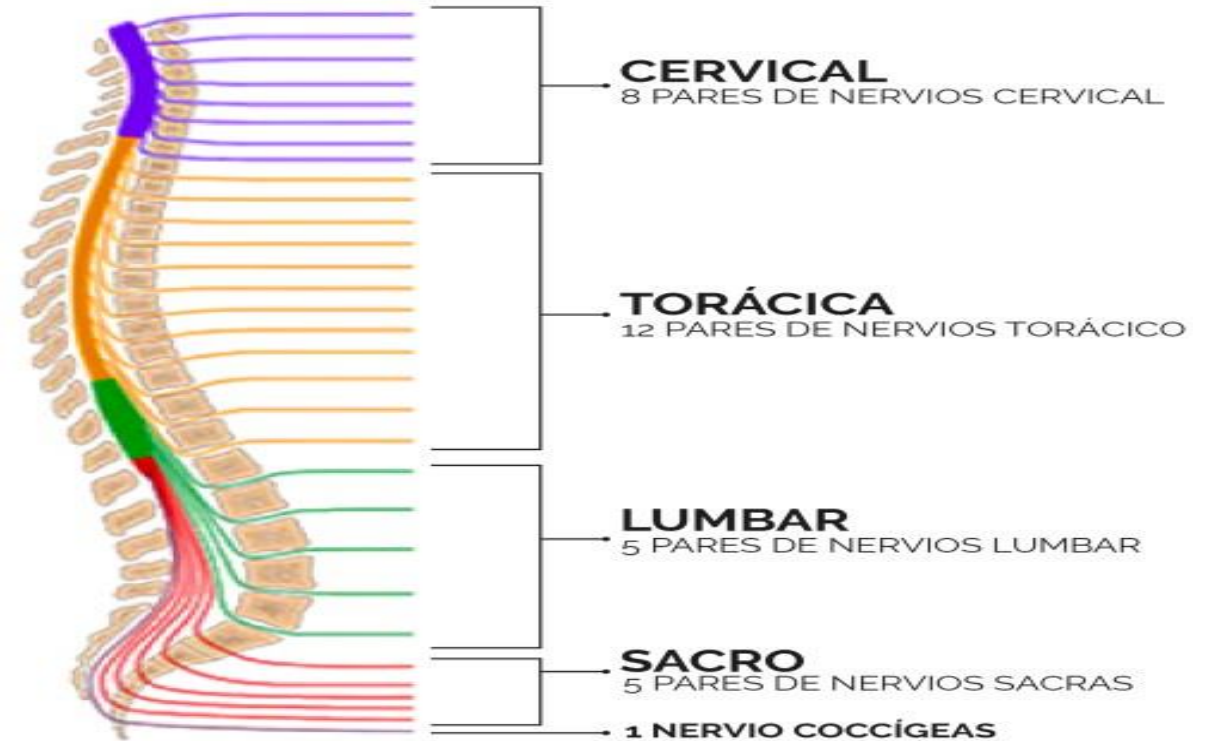 CERVICAL
8 PARES DE NERVIOS CERVICAL
TORÁCICA
12 PARES DE NERVIOS TORÁCICO
LUMBAR
5 PARES DE NERVIOS LUMBAR
SACRO
5 PARES DE NERVIOS SACRAS
1 NERVIO COCCÍGEAS